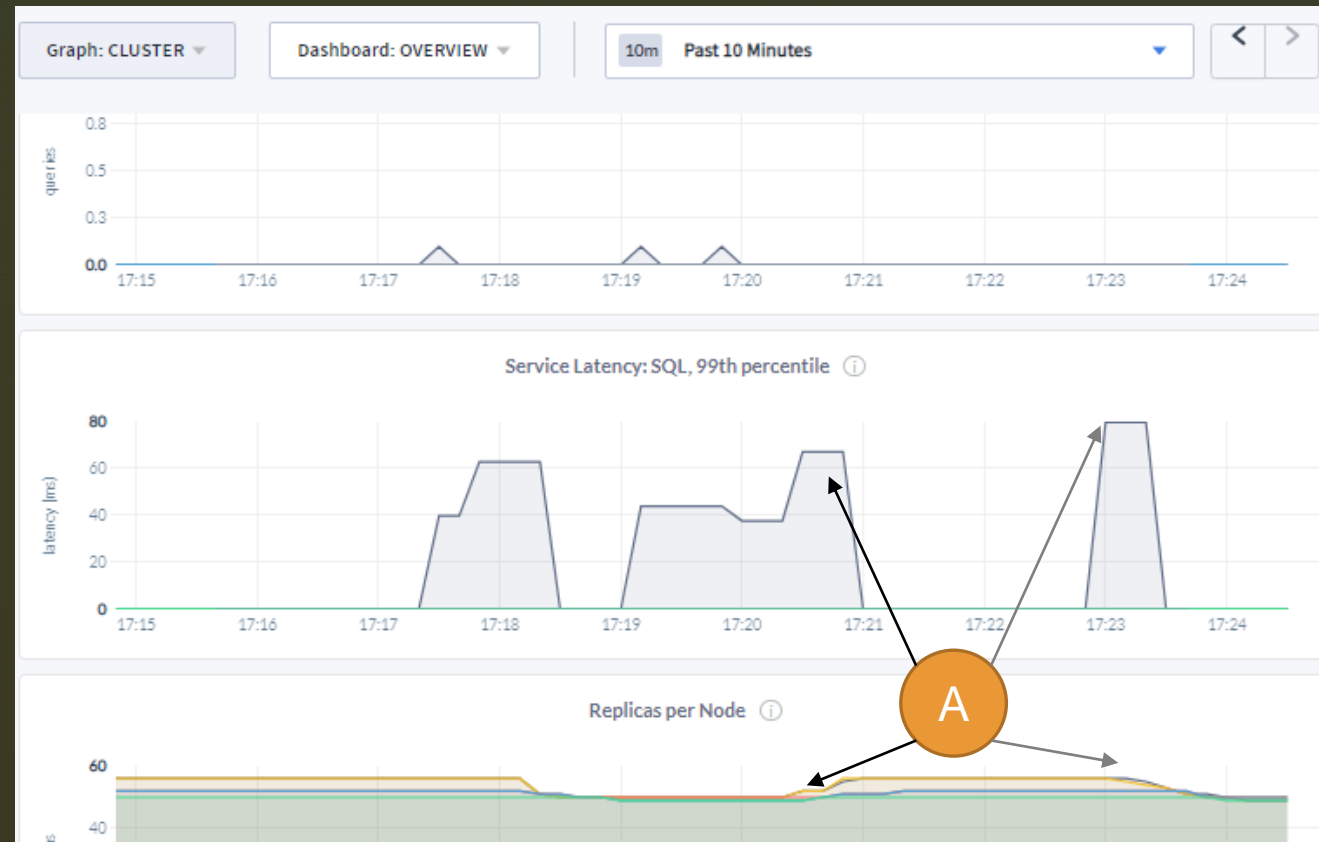 Graph: CLUSTER
Dashboard: OVERVIEW
10m Past 10 Minutes
< >
0.8
queries
0.5
0.3
0.0
17:15 17:16 17:17 17:18 17:19 17:20 17:21 17:22 17:23 17:24
Service Latency: SQL, 99th percentile i
80
60
latency (ms)
40
20
0
17:15 17:16 17:17 17:18 17:19 17:20 17:21 17:22 17:23 17:24
A
Replicas per Node i
60
40